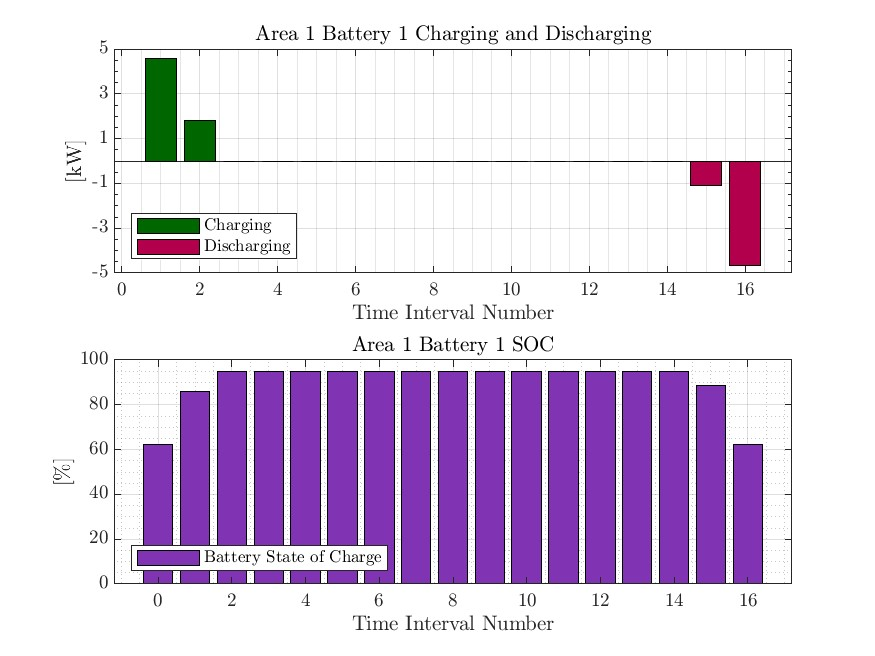 Area 1 Battery 1 Charging and Discharging
5
3
1
-1
-3
-5
[kW]
Charging
Discharging
0 2 4 6 8 10 12 14 16
Time Interval Number
Area 1 Battery 1 SOC
100
80
60
40
20
0
[%]
Battery State of Charge
0 2 4 6 8 10 12 14 16
Time Interval Number